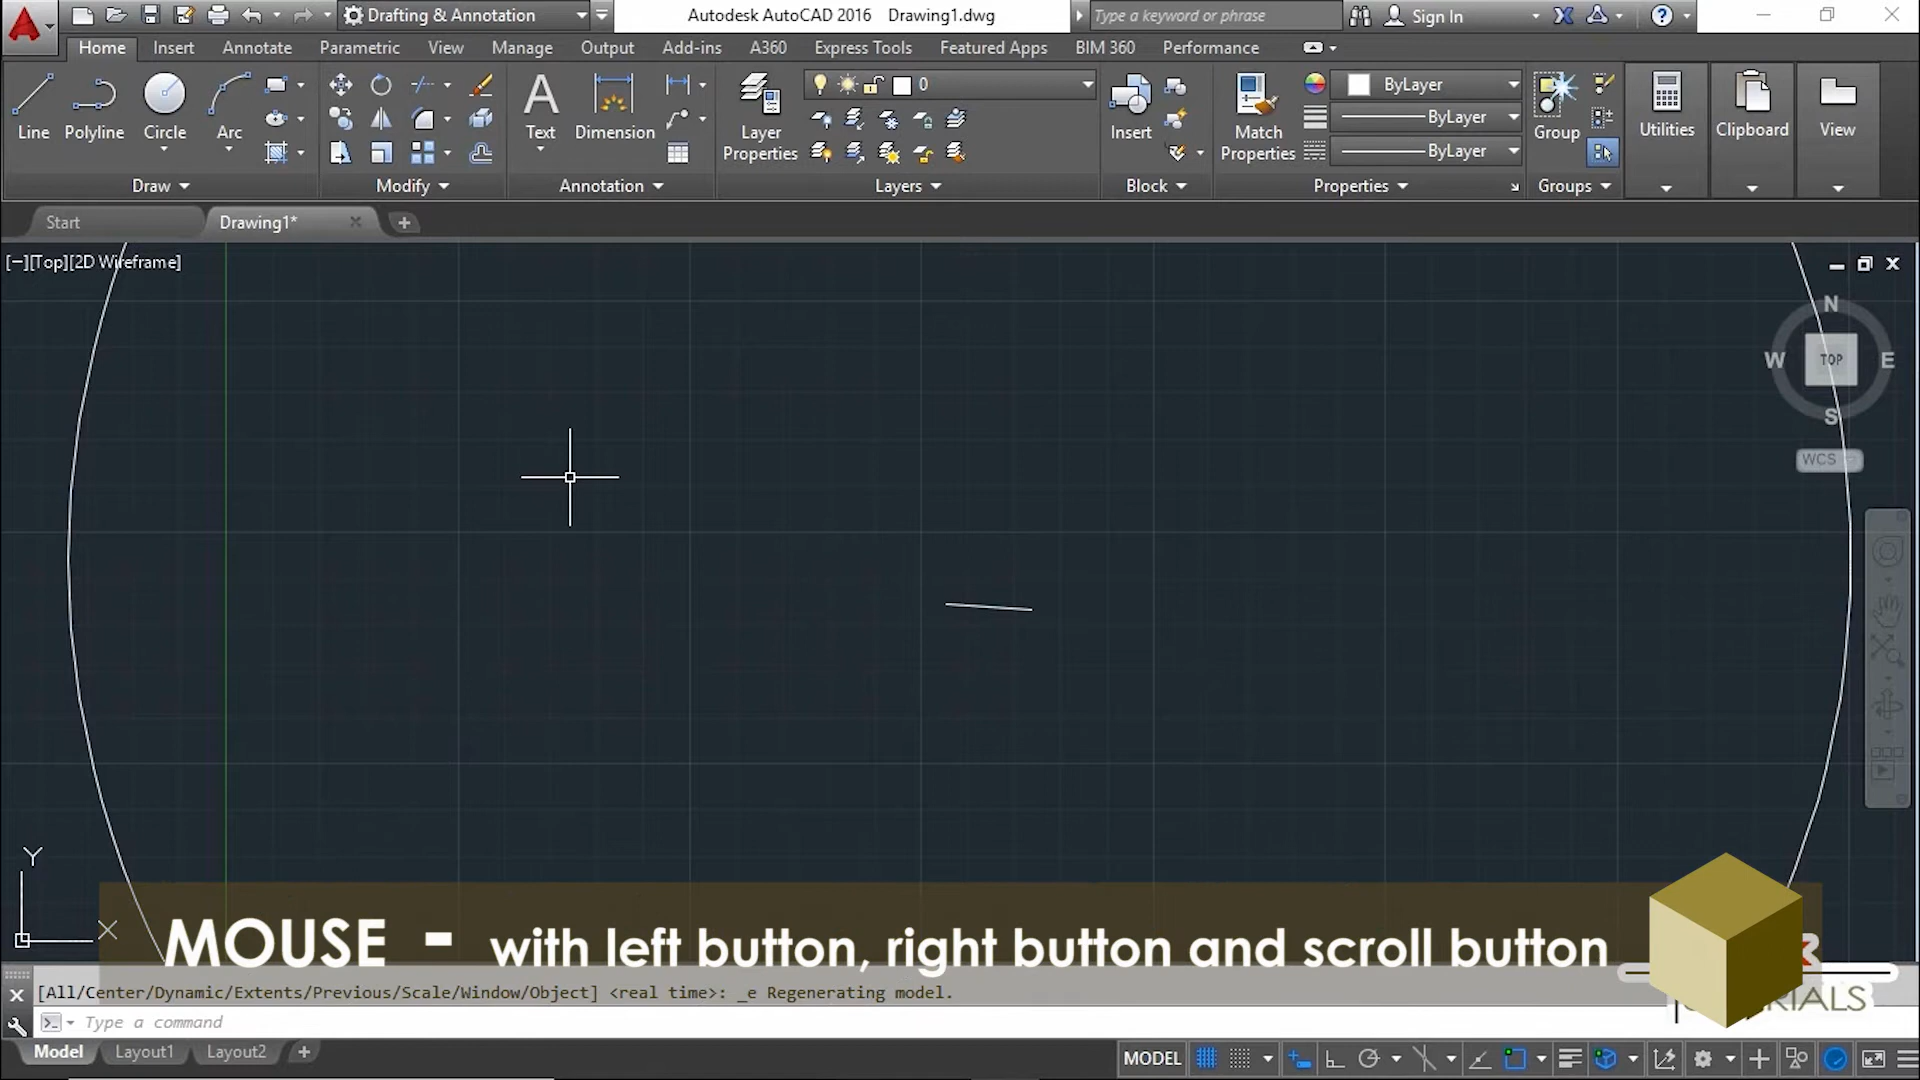 Drafting & Annotation
Autodesk AutoCAD 2016 Drawing1.dwg
Type a keyword or phrase
Sign In
Home Insert Annotate Parametric View Manage Output Add-ins A360 Express Tools Featured Apps BIM 360 Performance
0
ByLayer
ByLayer
ByLayer
Line Polyline Circle Arc
Text Dimension
Layer Properties
Insert
Match Properties
Group
Utilities Clipboard View
Draw Modify Annotation Layers Block Properties Groups
Start Drawing1*
[−][Top][2D Wireframe]
N
W TOP E
S
WCS
Y
X
MOUSE - with left button, right button and scroll button
[All/Center/Dynamic/Extents/Previous/Scale/Window/Object] <real time>: _e Regenerating model.
Type a command
Model Layout1 Layout2
MODEL